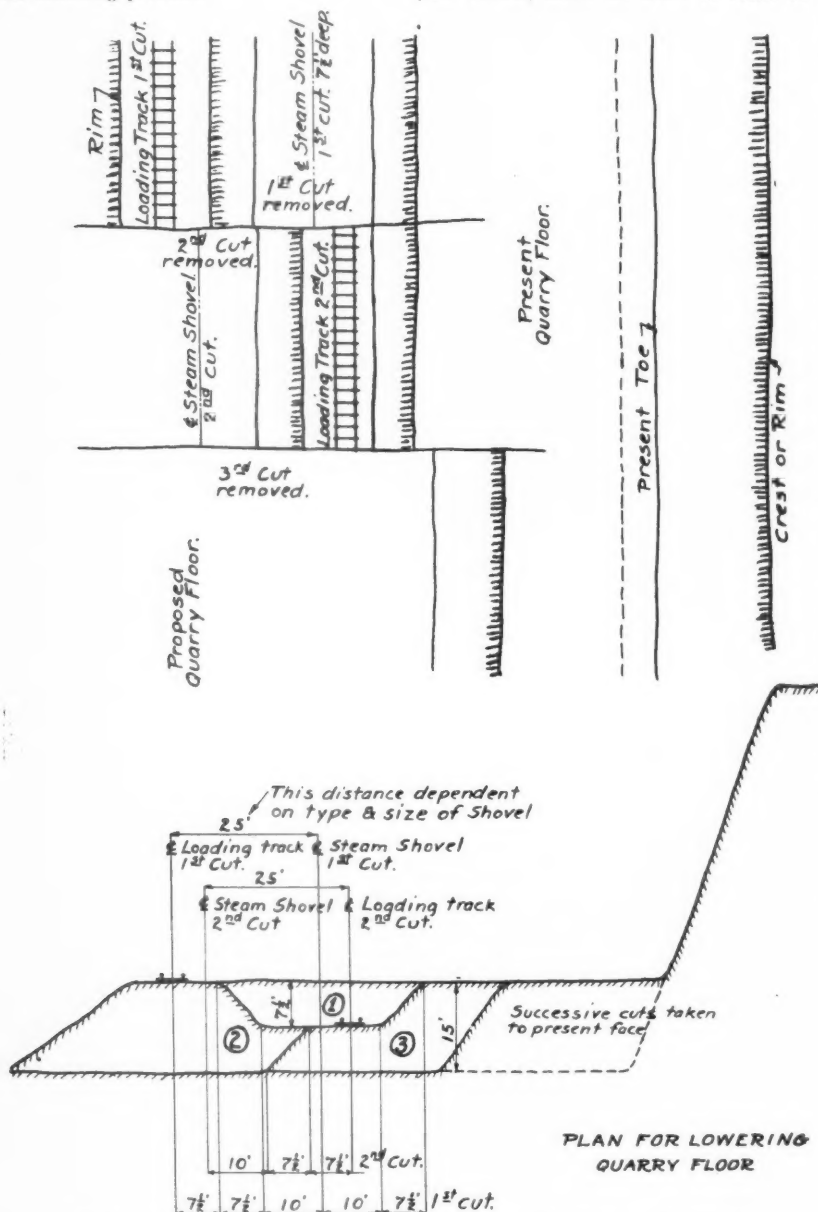 Rim
Loading Track 1st Cut.
℄ Steam Shovel
1st Cut. 7½' deep.
1st Cut
removed.
2nd Cut
removed.
℄ Steam Shovel.
2nd Cut.
Loading Track 2nd Cut.
Present
Quarry Floor.
Present Toe
Crest or Rim
3rd Cut
removed.
Proposed
Quarry Floor.
This distance dependent
on type & size of Shovel
25'
℄ Loading track
1st Cut.
℄ Steam Shovel
1st Cut.
25'
℄ Steam Shovel
2nd Cut
℄ Loading track
2nd Cut.
7½'
①
②
③
15'
Successive cuts taken
to present face
10' 7½' 7½' 2nd Cut.
7½' 7½' 10' 10' 7½' 1st Cut.
PLAN FOR LOWERING
QUARRY FLOOR